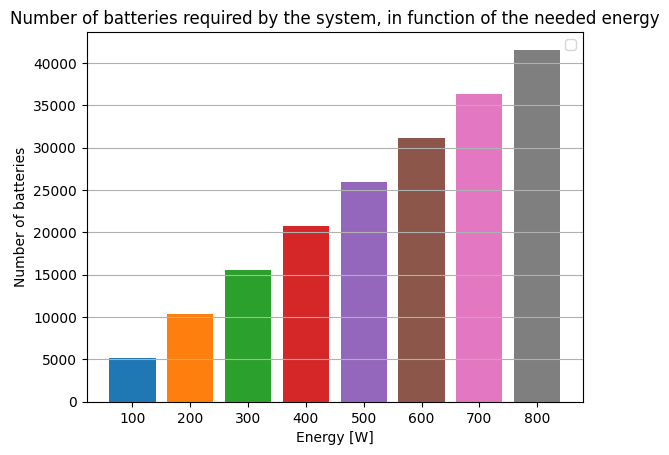 Number of batteries required by the system, in function of the needed energy
40000
35000
30000
25000
20000
15000
10000
5000
0
Number of batteries
100 200 300 400 500 600 700 800
Energy [W]